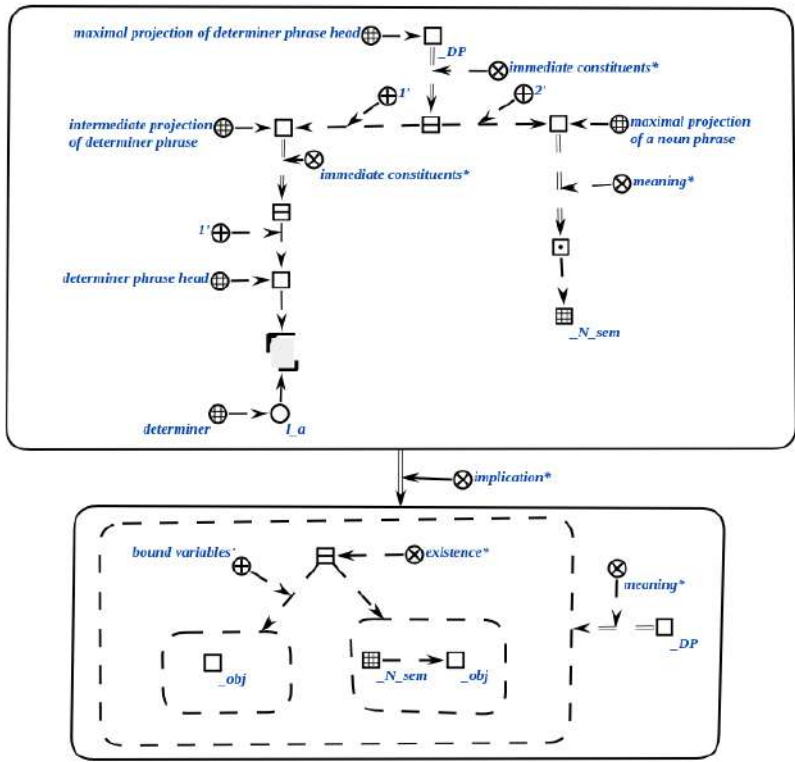 maximal projection of determiner phrase head
_DP
immediate constituents*
1'
2'
intermediate projection
of determiner phrase
maximal projection
of a noun phrase
immediate constituents*
meaning*
1'
determiner phrase head
_N_sem
determiner
I_a
implication*
bound variables'
existence*
meaning*
_DP
_obj
_N_sem
_obj